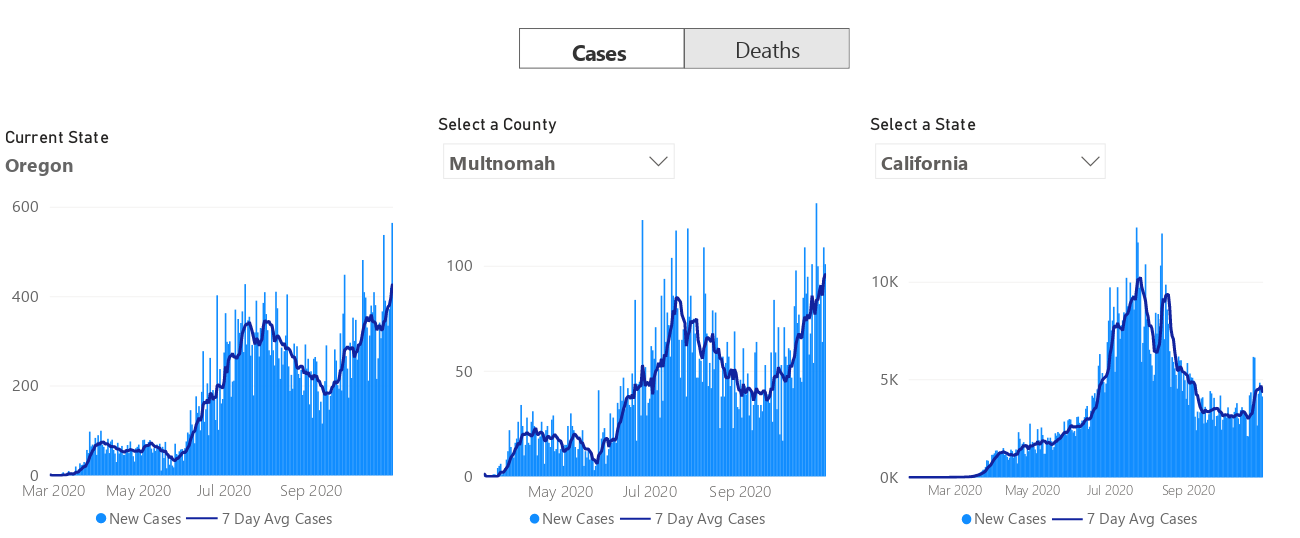 Cases Deaths
Current State
Oregon
600
400
200
0
Mar 2020 May 2020 Jul 2020 Sep 2020
New Cases 7 Day Avg Cases
Select a County
Multnomah
100
50
0
May 2020 Jul 2020 Sep 2020
New Cases 7 Day Avg Cases
Select a State
California
10K
5K
0K
Mar 2020 May 2020 Jul 2020 Sep 2020
New Cases 7 Day Avg Cases